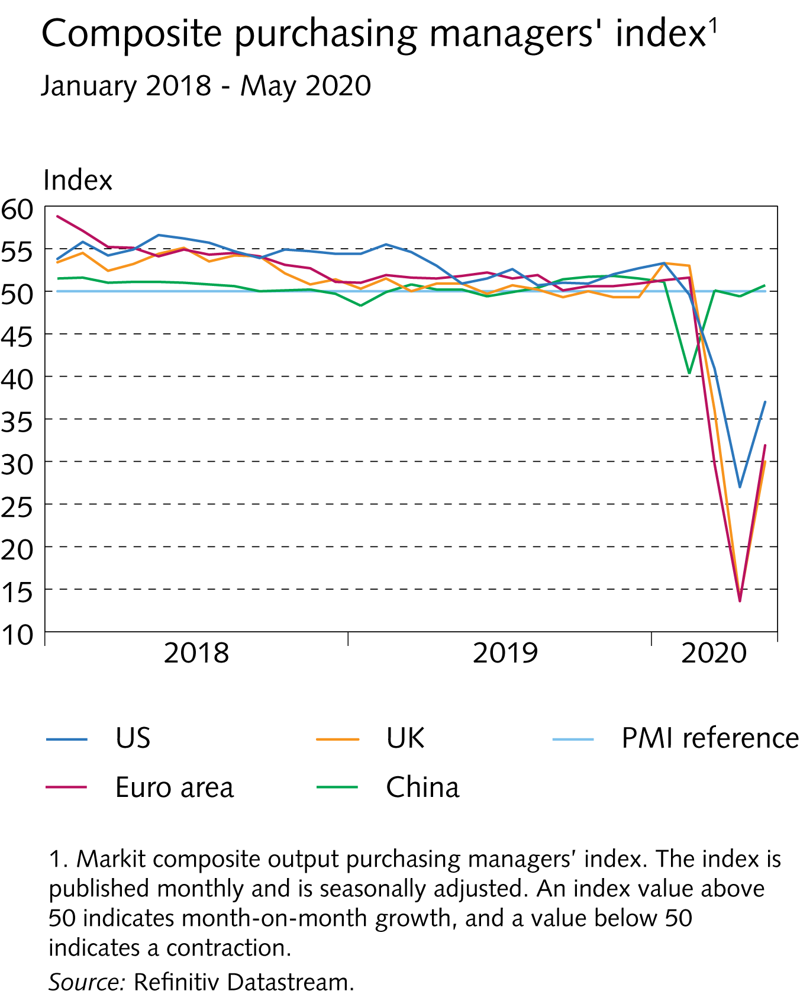 Composite purchasing managers' index¹
January 2018 - May 2020
Index
60
55
50
45
40
35
30
25
20
15
10
2018 2019 2020
US UK PMI reference
Euro area China
1. Markit composite output purchasing managers’ index. The index is
published monthly and is seasonally adjusted. An index value above
50 indicates month-on-month growth, and a value below 50
indicates a contraction.
Source: Refinitiv Datastream.